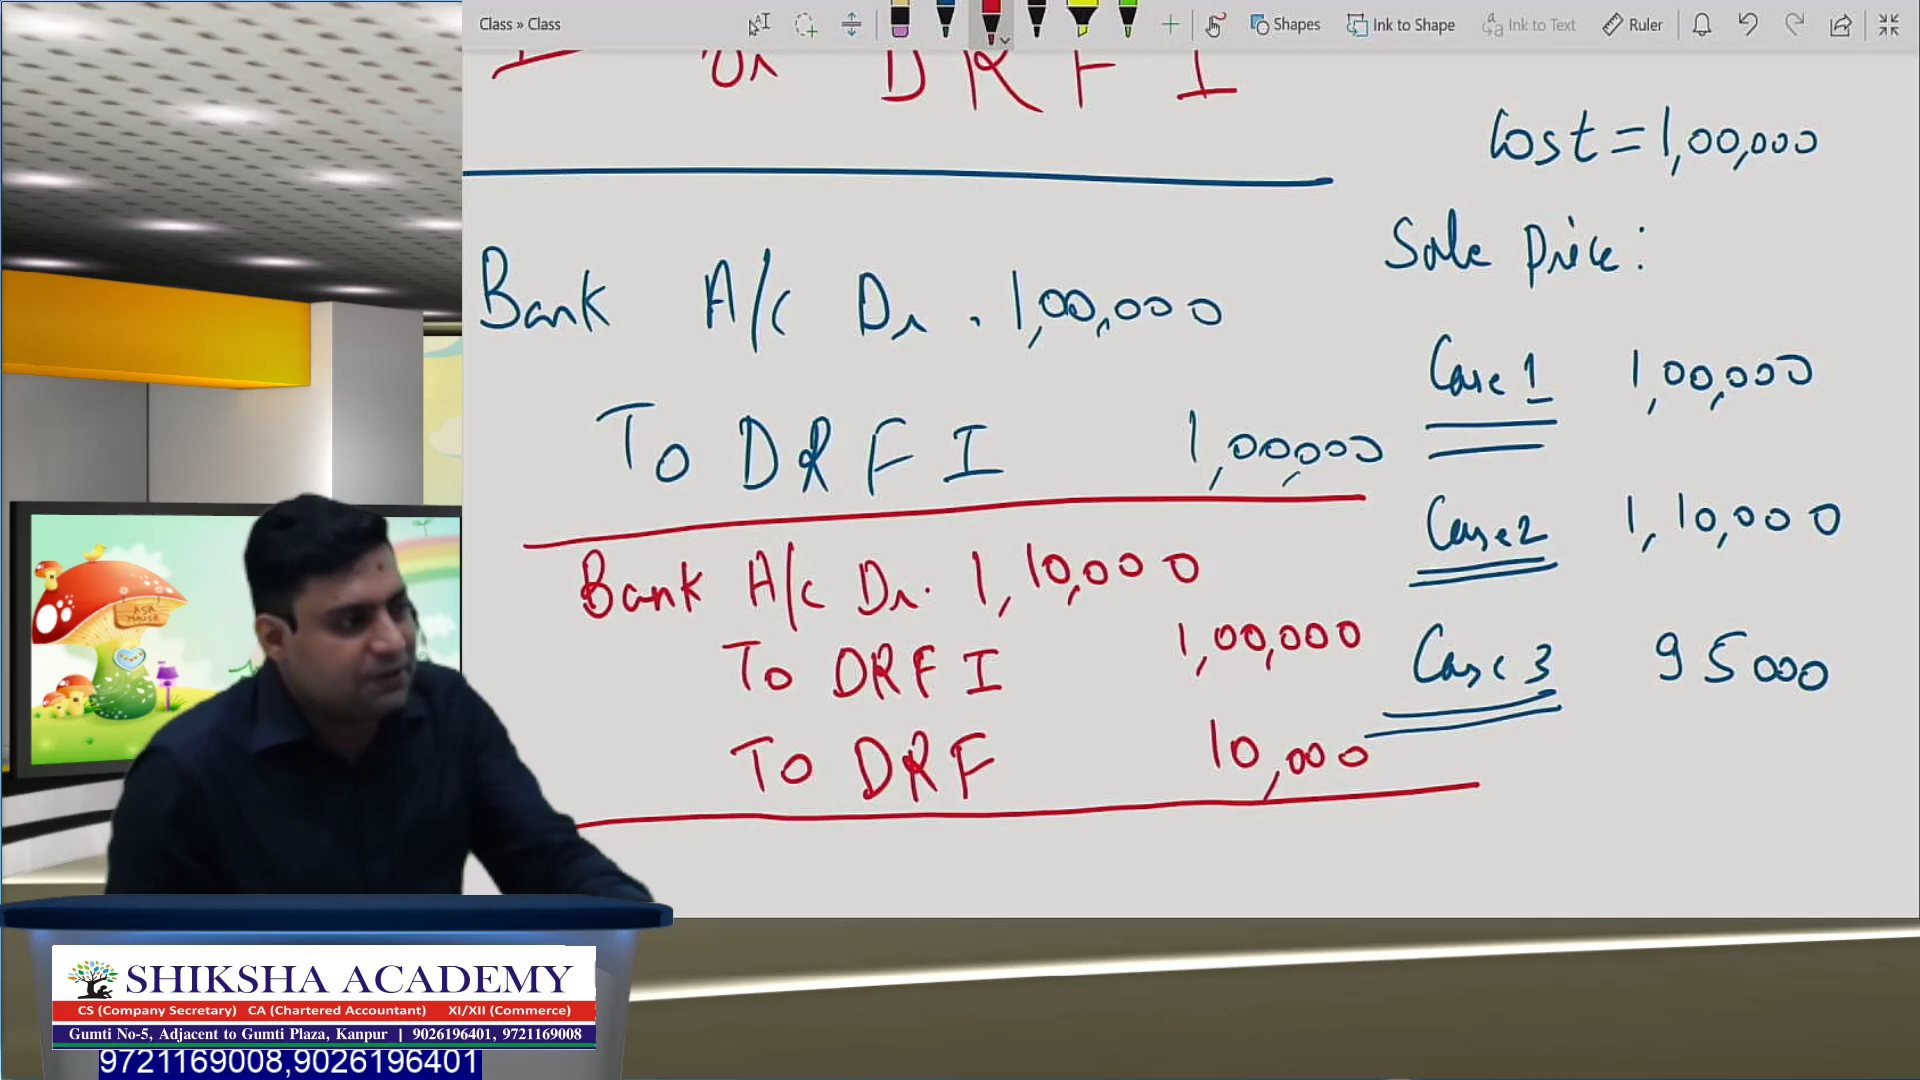 Class » Class
Shapes
Ink to Shape
Ink to Text
Ruler
D R F I
Cost = 1,00,000
Sale Price :
Bank A/c Dr. 1,00,000
To D R F I 1,00,000
Case 1 1,00,000
Case 2 1,10,000
Case 3 95000
Bank A/c Dr. 1,10,000
To DRF I 1,00,000
To DRF 10,000
SHIKSHA ACADEMY
CS (Company Secretary) CA (Chartered Accountant) XI/XII (Commerce)
Gumti No-5, Adjacent to Gumti Plaza, Kanpur | 9026196401, 9721169008
9721169008,9026196401